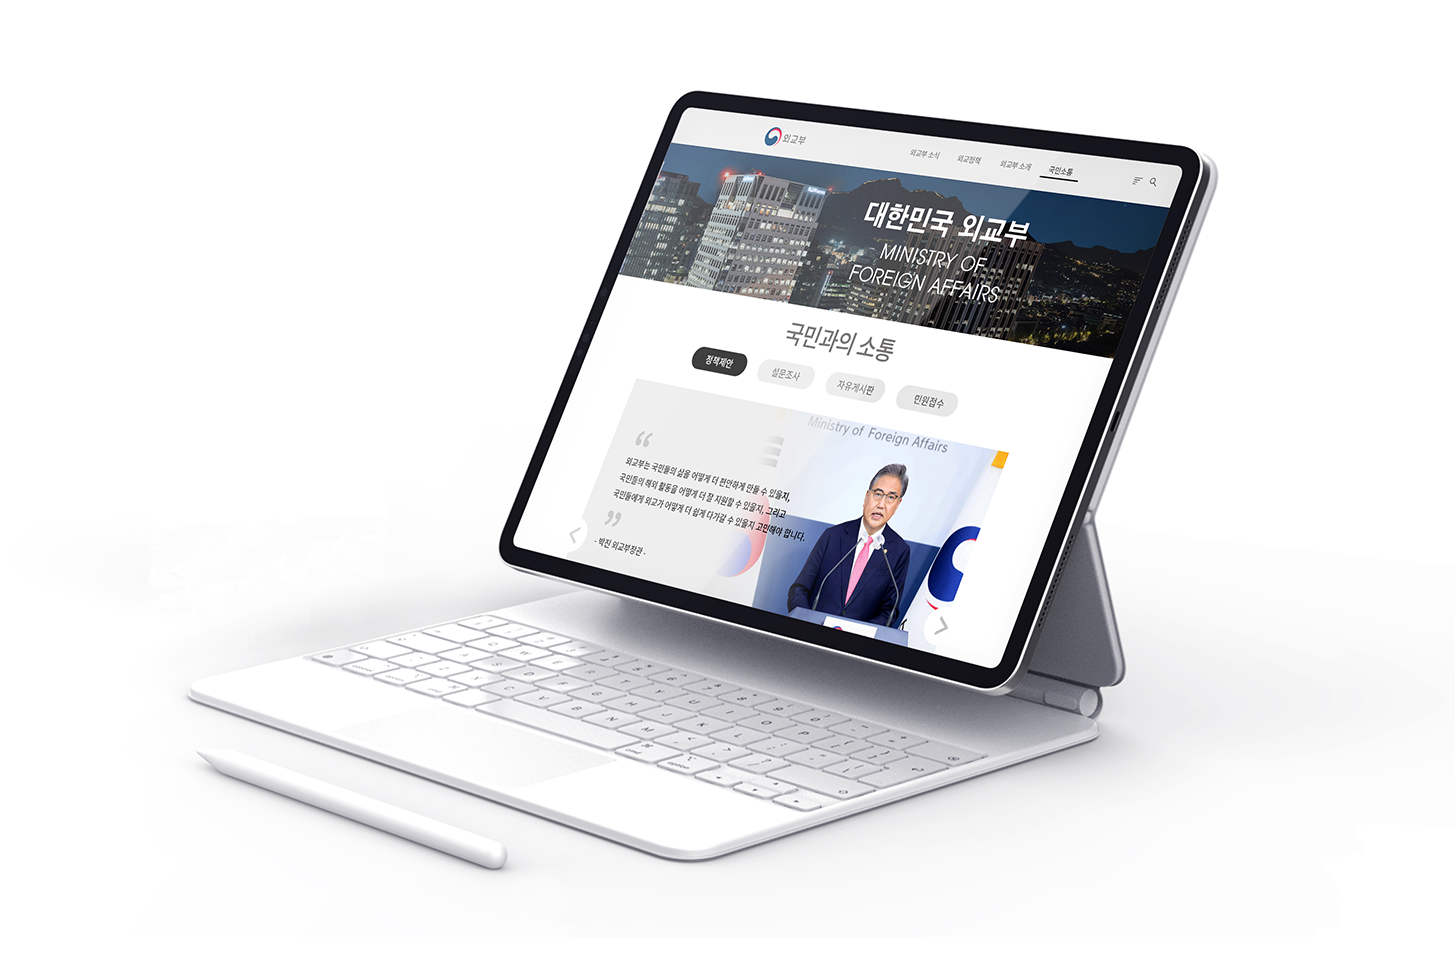 외교부
외교부 소식 외교정책 외교부 소개 국민소통
대한민국 외교부
MINISTRY OF
FOREIGN AFFAIRS
국민과의 소통
정책제안 설문조사 자유게시판 민원접수
Ministry of Foreign Affairs
“
외교부는 국민들의 삶을 어떻게 더 편안하게 만들 수 있을지,
국민들의 해외 활동을 어떻게 더 잘 지원할 수 있을지, 그리고
국민들에게 외교가 어떻게 더 쉽게 다가갈 수 있을지 고민해야 합니다.
”
- 박진 외교부장관 -